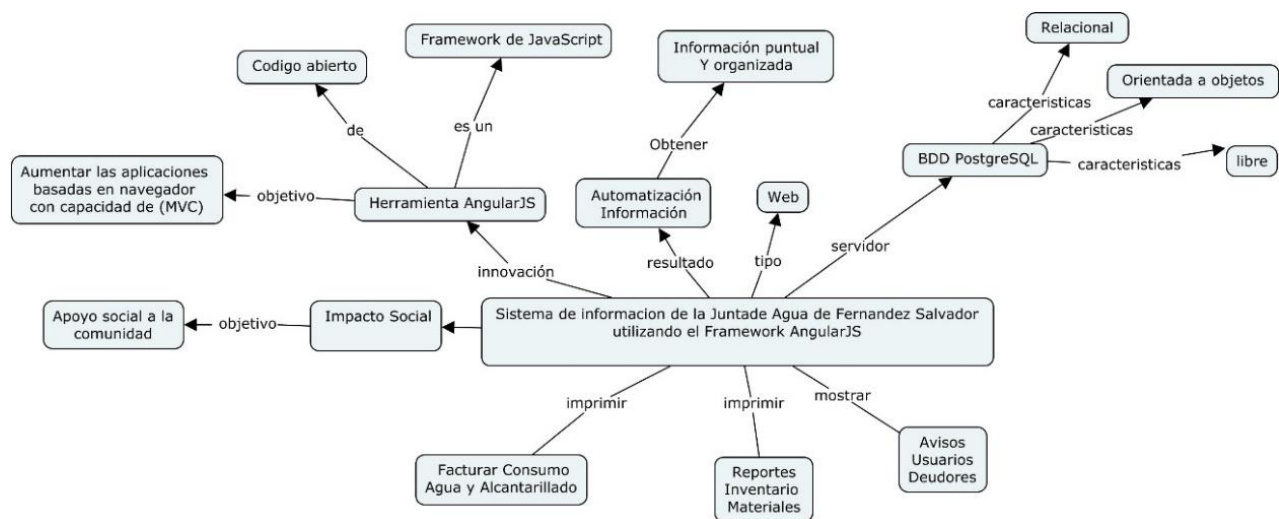 Framework de JavaScript
Codigo abierto
Información puntual
Y organizada
Relacional
Orientada a objetos
libre
caracteristicas
caracteristicas
caracteristicas
de
es un
Obtener
BDD PostgreSQL
Aumentar las aplicaciones
basadas en navegador
con capacidad de (MVC)
objetivo
Herramienta AngularJS
Automatización
Información
Web
innovación
resultado
tipo
servidor
Apoyo social a la
comunidad
objetivo
Impacto Social
Sistema de informacion de la Juntade Agua de Fernandez Salvador
utilizando el Framework AngularJS
imprimir
imprimir
mostrar
Facturar Consumo
Agua y Alcantarillado
Reportes
Inventario
Materiales
Avisos
Usuarios
Deudores